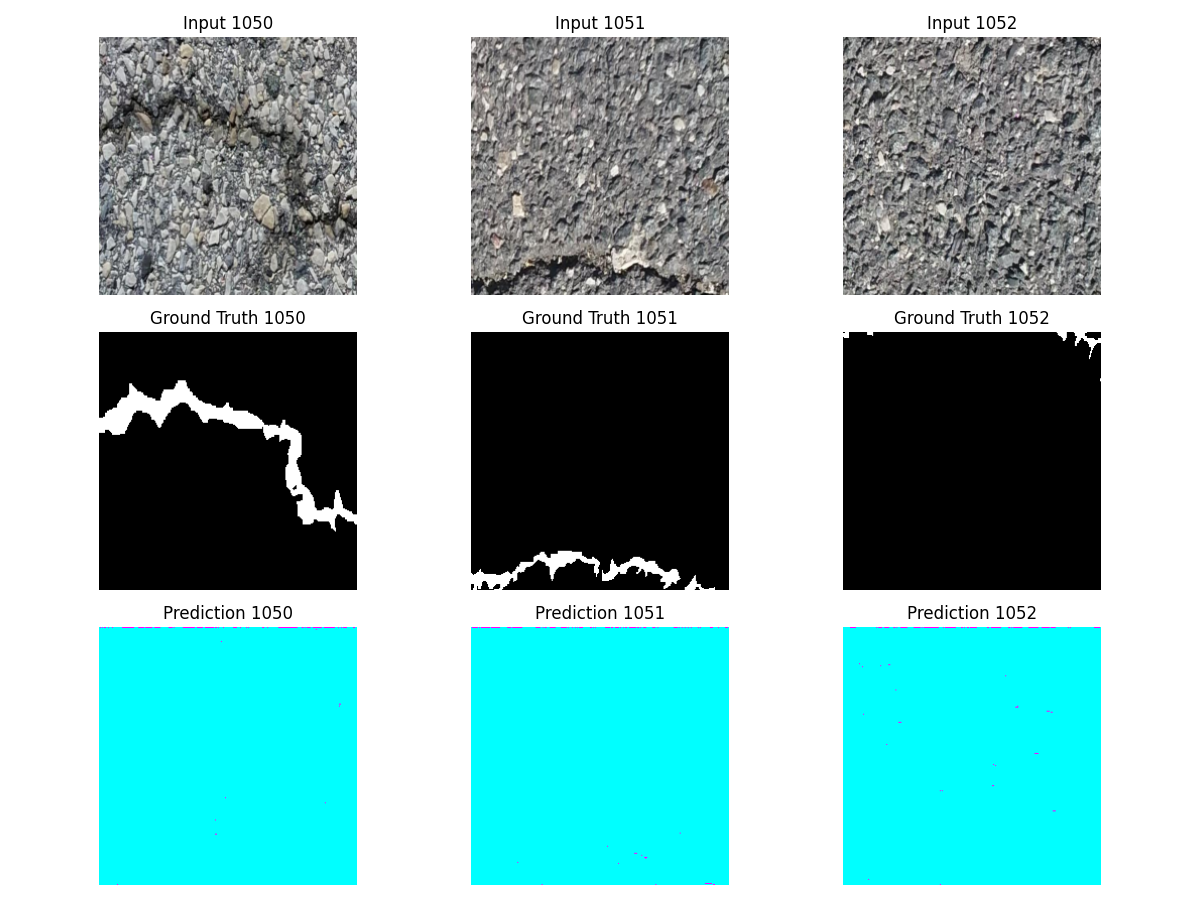 Input 1050
Input 1051
Input 1052
Ground Truth 1050
Ground Truth 1051
Ground Truth 1052
Prediction 1050
Prediction 1051
Prediction 1052